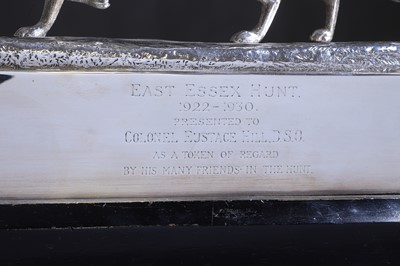 EAST ESSEX HUNT.
1922-1930.
PRESENTED TO
COLONEL EUSTACE HILL, D.S.O.
AS A TOKEN OF REGARD
BY HIS MANY FRIENDS IN THE HUNT.